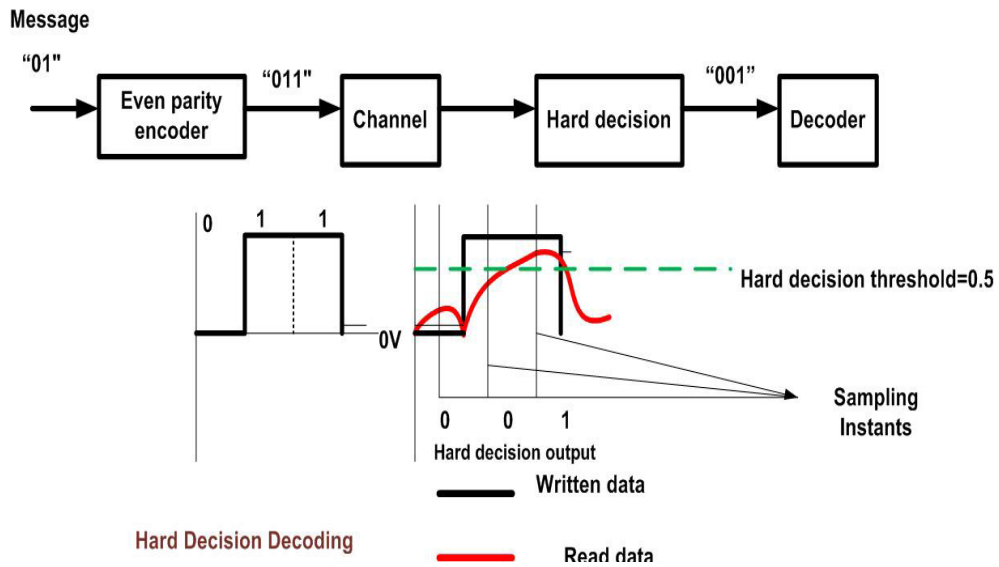 Message
“01"
Even parity
encoder
“011"
Channel
Hard decision
“001”
Decoder
0 1 1
Hard decision threshold=0.5
0V
Sampling
Instants
0 0 1
Hard decision output
Written data
Hard Decision Decoding
Read data